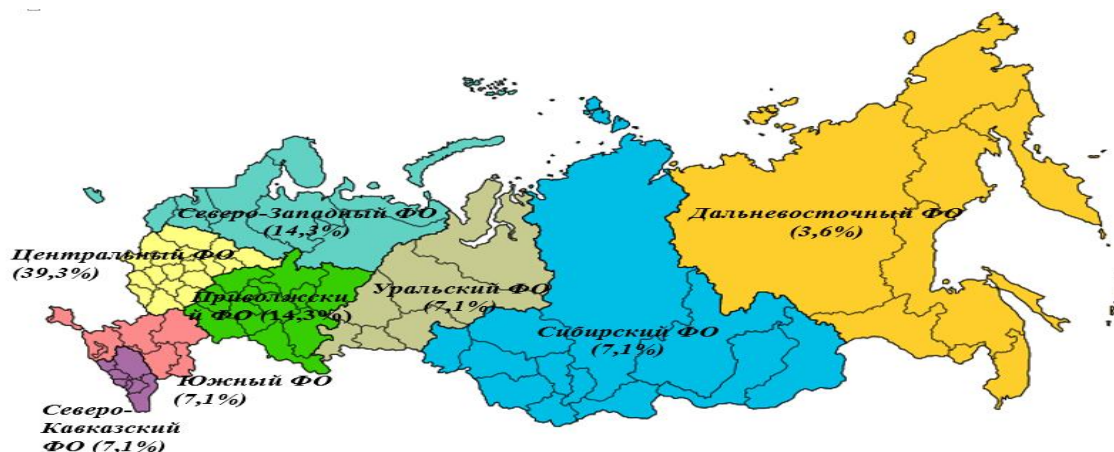 Северо-Западный ФО
(14,3%)
Центральный ФО
(39,3%)
Приволжски
й ФО (14,3%)
Уральский ФО
(7,1%)
Дальневосточный ФО
(3,6%)
Сибирский ФО
(7,1%)
Южный ФО
(7,1%)
Северо-
Кавказский
ФО (7,1%)